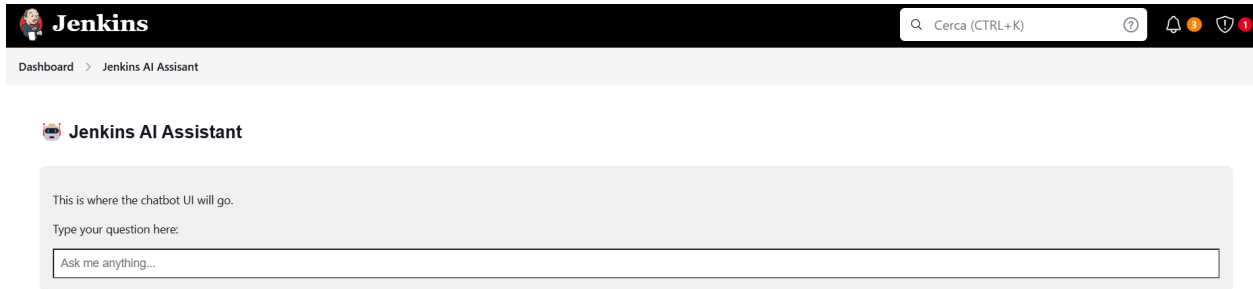 Jenkins
Cerca (CTRL+K)
3
1
Dashboard > Jenkins AI Assisant
Jenkins AI Assistant
This is where the chatbot UI will go.
Type your question here:
Ask me anything...